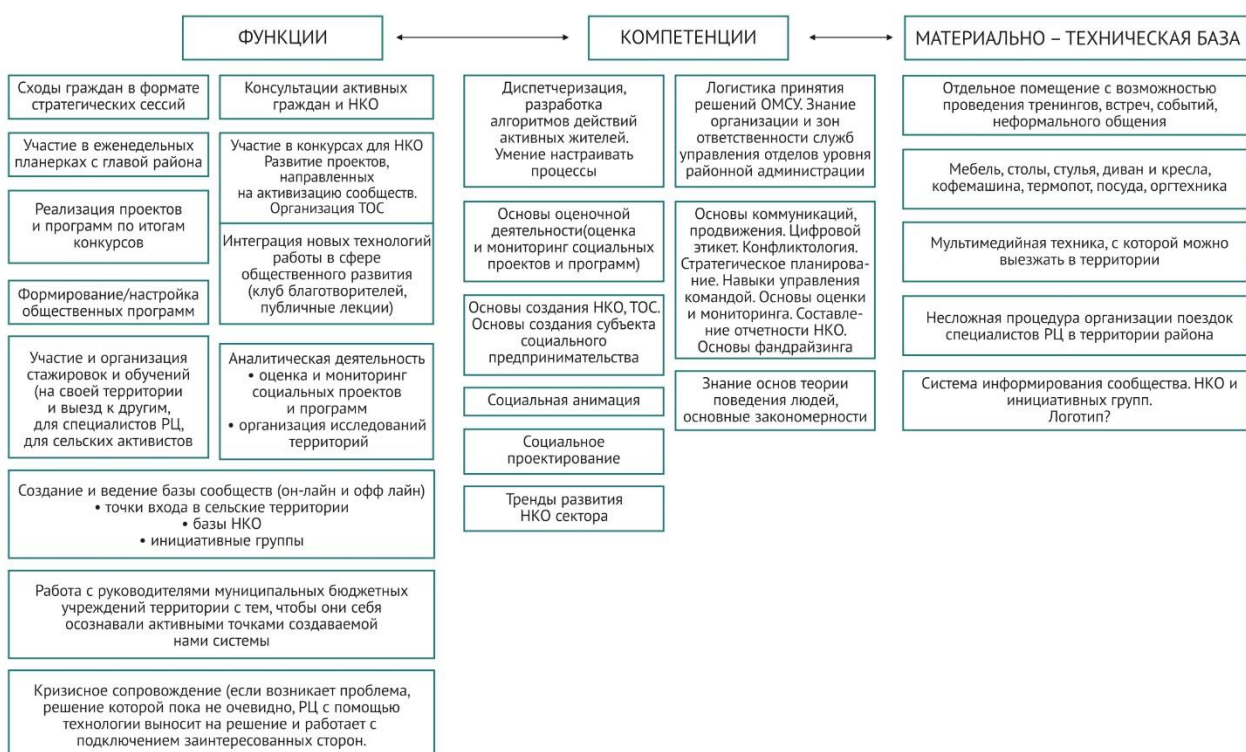 ФУНКЦИИ
КОМПЕТЕНЦИИ
МАТЕРИАЛЬНО – ТЕХНИЧЕСКАЯ БАЗА
Сходы граждан в формате
стратегических сессий
Участие в еженедельных
планерках с главой района
Реализация проектов
и программ по итогам
конкурсов
Формирование/настройка
общественных программ
Участие и организация
стажировок и обучений
(на своей территории
и выезд к другим,
для специалистов РЦ,
для сельских активистов
Консультации активных
граждан и НКО
Участие в конкурсах для НКО
Развитие проектов,
направленных
на активизацию сообществ.
Организация ТОС
Интеграция новых технологий
работы в сфере
общественного развития
(клуб благотворителей,
публичные лекции)
Аналитическая деятельность
• оценка и мониторинг
социальных проектов
и программ
• организация исследований
территорий
Создание и ведение базы сообществ (он-лайн и офф лайн)
• точки входа в сельские территории
• базы НКО
• инициативные группы
Работа с руководителями муниципальных бюджетных
учреждений территории с тем, чтобы они себя
осознавали активными точками создаваемой
нами системы
Кризисное сопровождение (если возникает проблема,
решение которой пока не очевидно, РЦ с помощью
технологии выносит на решение и работает с
подключением заинтересованных сторон.
Диспетчеризация,
разработка
алгоритмов действий
активных жителей.
Умение настраивать
процессы
Основы оценочной
деятельности(оценка
и мониторинг социальных
проектов и программ)
Основы создания НКО, ТОС.
Основы создания субъекта
социального
предпринимательства
Социальная анимация
Социальное
проектирование
Тренды развития
НКО сектора
Логистика принятия
решений ОМСУ. Знание
организации и зон
ответственности служб
управления отделов уровня
районной администрации
Основы коммуникаций,
продвижения. Цифровой
этикет. Конфликтология.
Стратегическое планирова-
ние. Навыки управления
командой. Основы оценки
и мониторинга. Составле-
ние отчетности НКО.
Основы фандрайзинга
Знание основ теории
поведения людей,
основные закономерности
Отдельное помещение с возможностью
проведения тренингов, встреч, событий,
неформального общения
Мебель, столы, стулья, диван и кресла,
кофемашина, термопот, посуда, оргтехника
Мультимедийная техника, с которой можно
выезжать в территории
Несложная процедура организации поездок
специалистов РЦ в территории района
Система информирования сообщества. НКО и
инициативных групп.
Логотип?